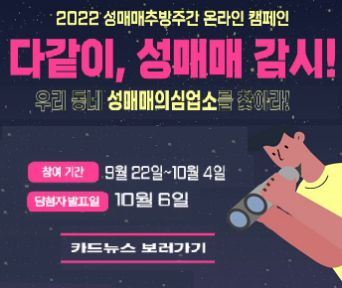 2022 성매매추방주간 온라인 캠페인
다같이, 성매매 감시!
우리 동네 성매매의심업소를 찾아라!
참여 기간 9월 22일~10월 4일
당첨자발표일 10월 6일
카드뉴스 보러가기